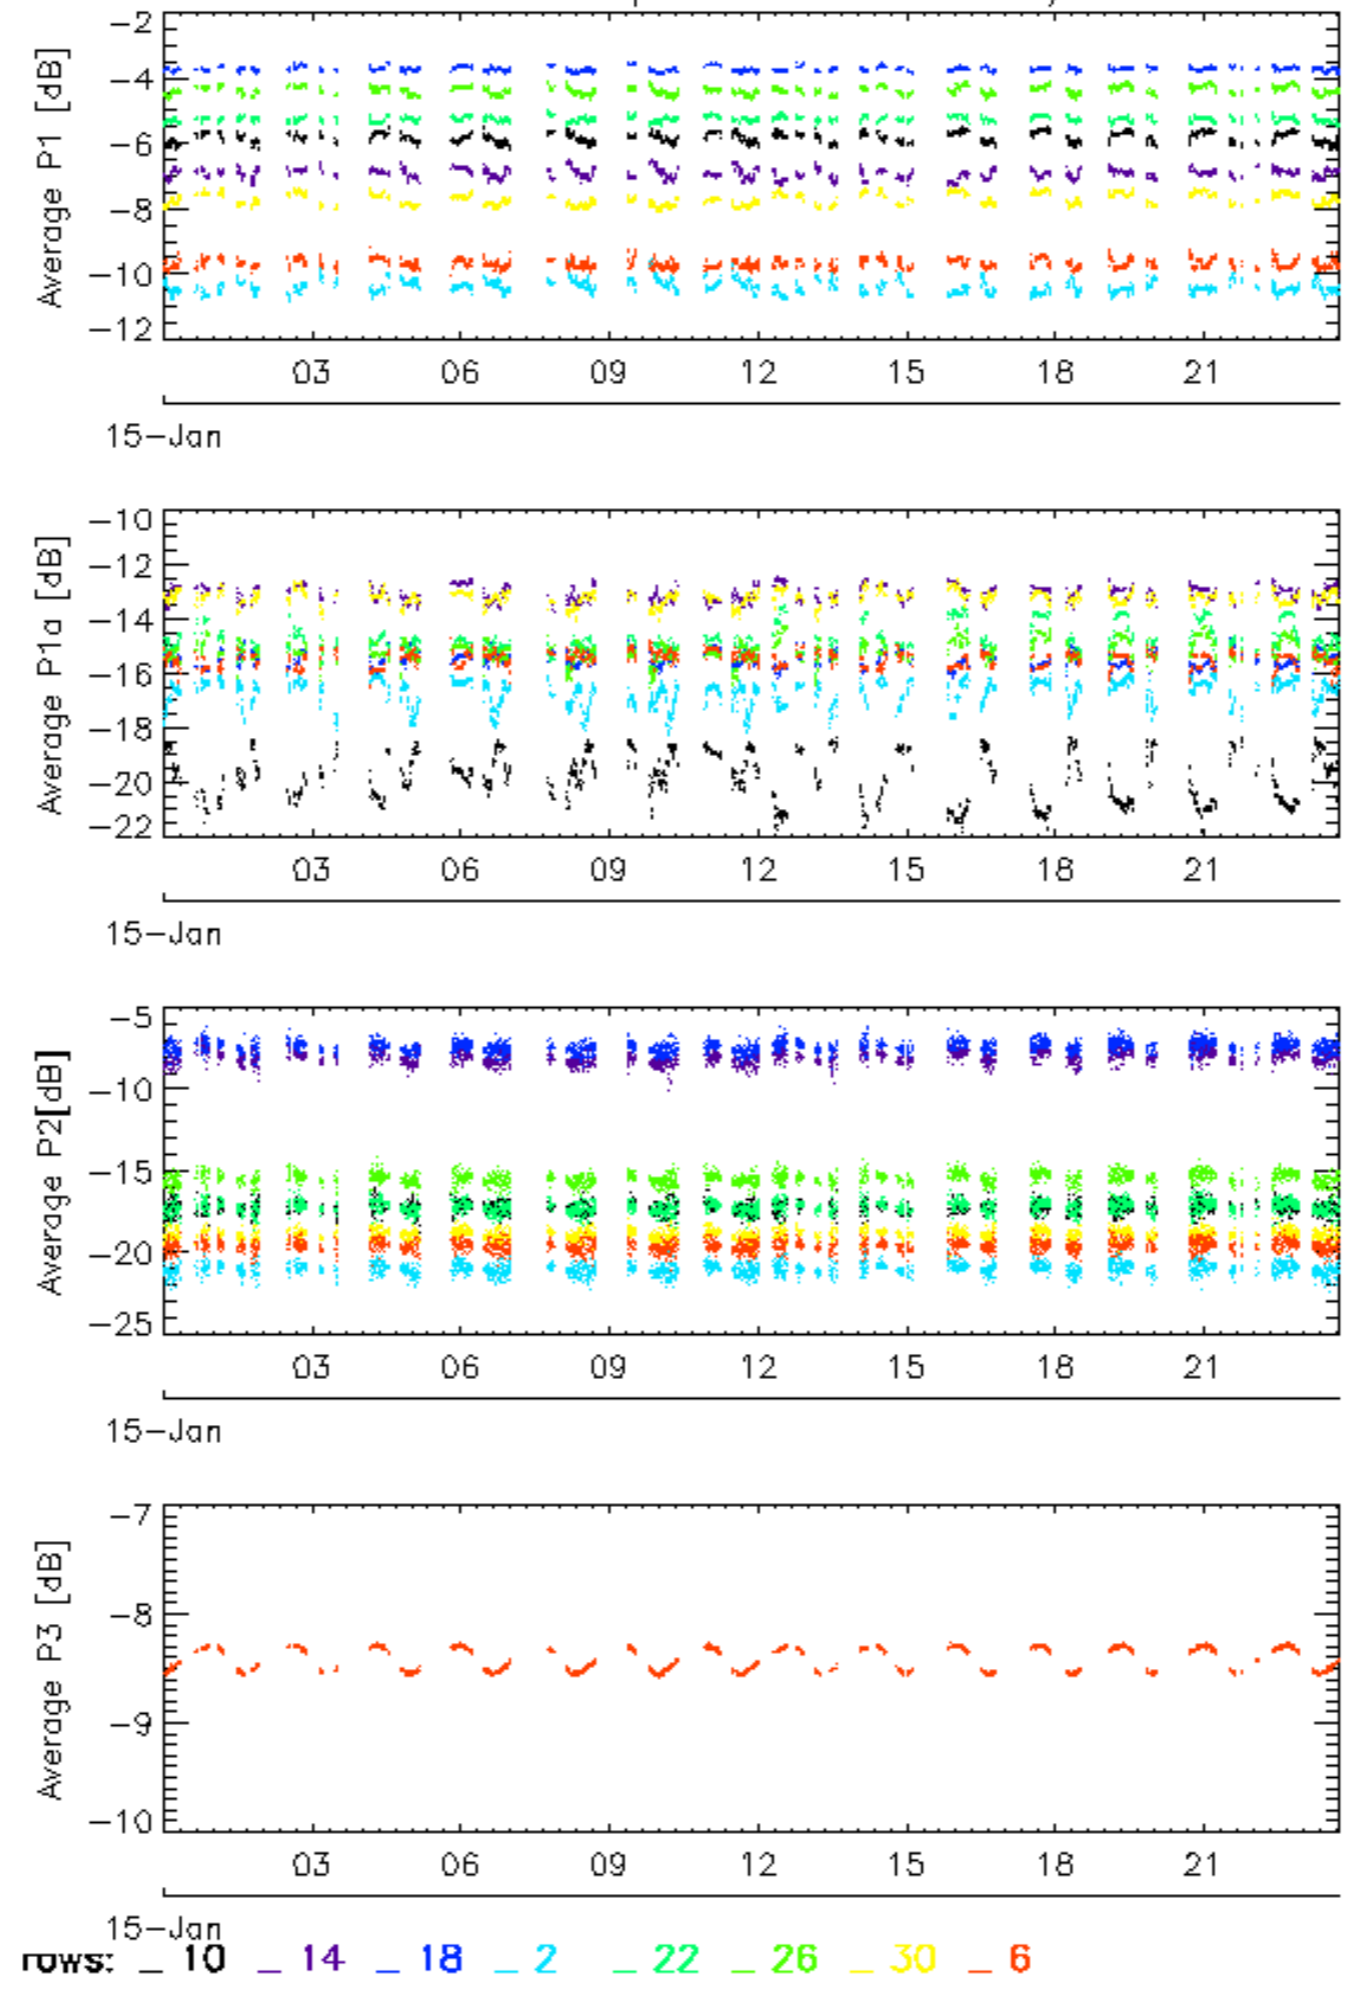 −2
−4
−6
−8
−10
−12
Average P1 [dB]
03 06 09 12 15 18 21
15−Jan
−10
−12
−14
−16
−18
−20
−22
Average P1a [dB]
03 06 09 12 15 18 21
15−Jan
−5
−10
−15
−20
−25
Average P2[dB]
03 06 09 12 15 18 21
15−Jan
−7
−8
−9
−10
Average P3 [dB]
03 06 09 12 15 18 21
15−Jan
rows: _ 10 _ 14 _ 18 _ 2 _ 22 _ 26 _ 30 _ 6